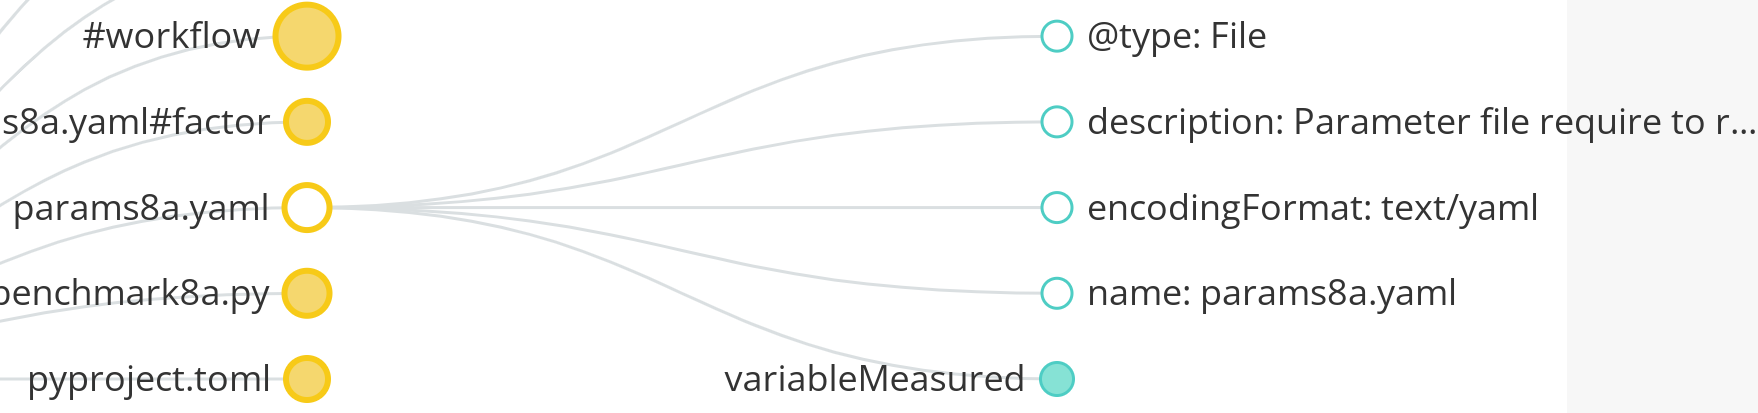 #workflow
@type: File
s8a.yaml#factor
description: Parameter file require to r...
params8a.yaml
encodingFormat: text/yaml
benchmark8a.py
name: params8a.yaml
pyproject.toml
variableMeasured